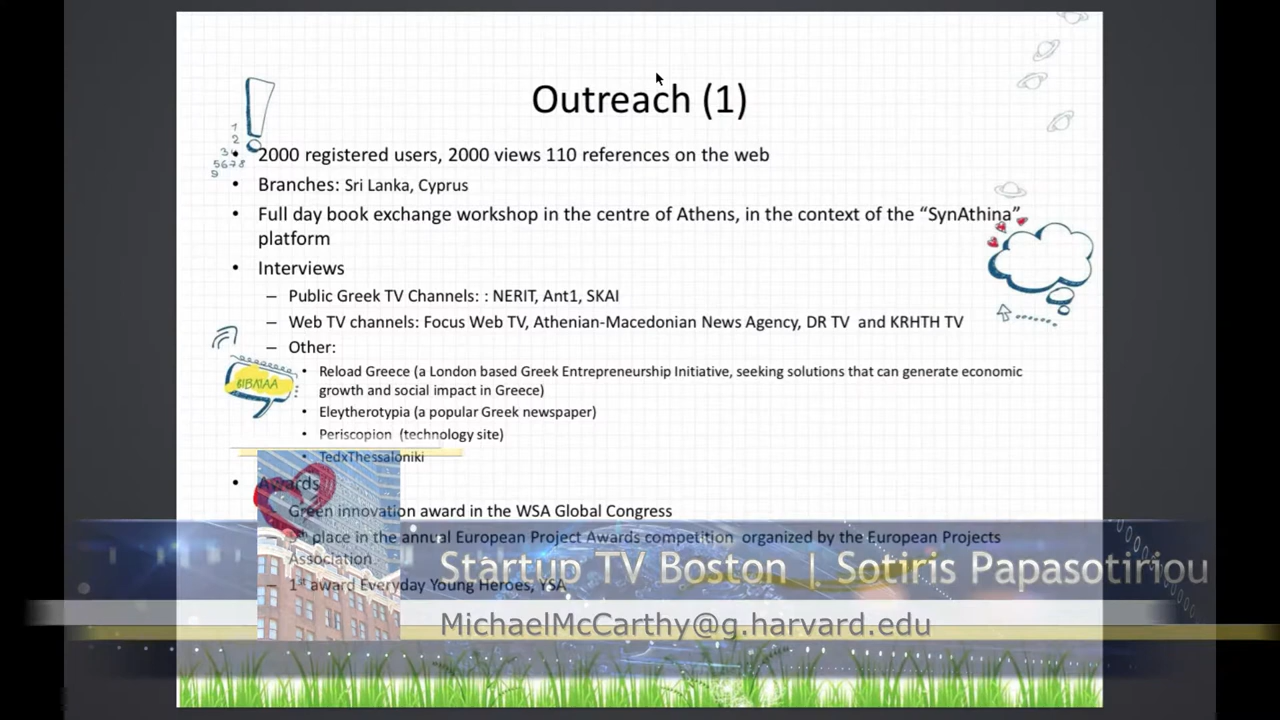 Outreach (1)
1
2
34
5678
9
2000 registered users, 2000 views 110 references on the web
Branches: Sri Lanka, Cyprus
Full day book exchange workshop in the centre of Athens, in the context of the “SynAthina”
platform
Interviews
– Public Greek TV Channels: : NERIT, Ant1, SKAI
– Web TV channels: Focus Web TV, Athenian-Macedonian News Agency, DR TV and KRHTH TV
– Other:
Reload Greece (a London based Greek Entrepreneurship Initiative, seeking solutions that can generate economic
growth and social impact in Greece)
Eleytherotypia (a popular Greek newspaper)
Periscopion (technology site)
TedxThessaloniki
Awards
Green innovation award in the WSA Global Congress
place in the annual European Project Awards competition organized by the European Projects
Association.
– 1st award Everyday Young Heroes, YSA
Startup TV Boston | Sotiris Papasotiriou
MichaelMcCarthy@g.harvard.edu